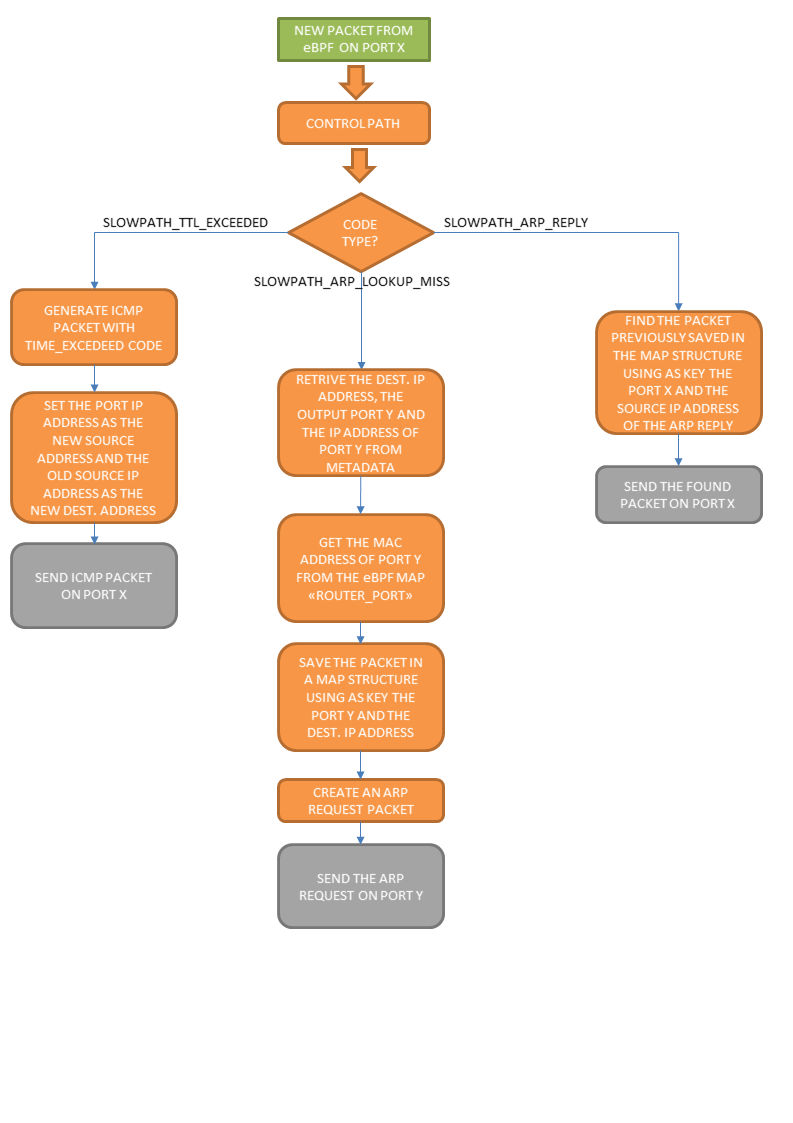 NEW PACKET FROM
eBPF ON PORT X
CONTROL PATH
CODE
TYPE?
SLOWPATH_TTL_EXCEEDED
SLOWPATH_ARP_REPLY
SLOWPATH_ARP_LOOKUP_MISS
GENERATE ICMP
PACKET WITH
TIME_EXCEDEED CODE
SET THE PORT IP
ADDRESS AS THE
NEW SOURCE
ADDRESS AND THE
OLD SOURCE IP
ADDRESS AS THE
NEW DEST. ADDRESS
SEND ICMP PACKET
ON PORT X
RETRIVE THE DEST. IP
ADDRESS, THE
OUTPUT PORT Y AND
THE IP ADDRESS OF
PORT Y FROM
METADATA
GET THE MAC
ADDRESS OF PORT Y
FROM THE eBPF MAP
«ROUTER_PORT»
SAVE THE PACKET IN
A MAP STRUCTURE
USING AS KEY THE
PORT Y AND THE
DEST. IP ADDRESS
CREATE AN ARP
REQUEST PACKET
SEND THE ARP
REQUEST ON PORT Y
FIND THE PACKET
PREVIOUSLY SAVED IN
THE MAP STRUCTURE
USING AS KEY THE
PORT X AND THE
SOURCE IP ADDRESS
OF THE ARP REPLY
SEND THE FOUND
PACKET ON PORT X